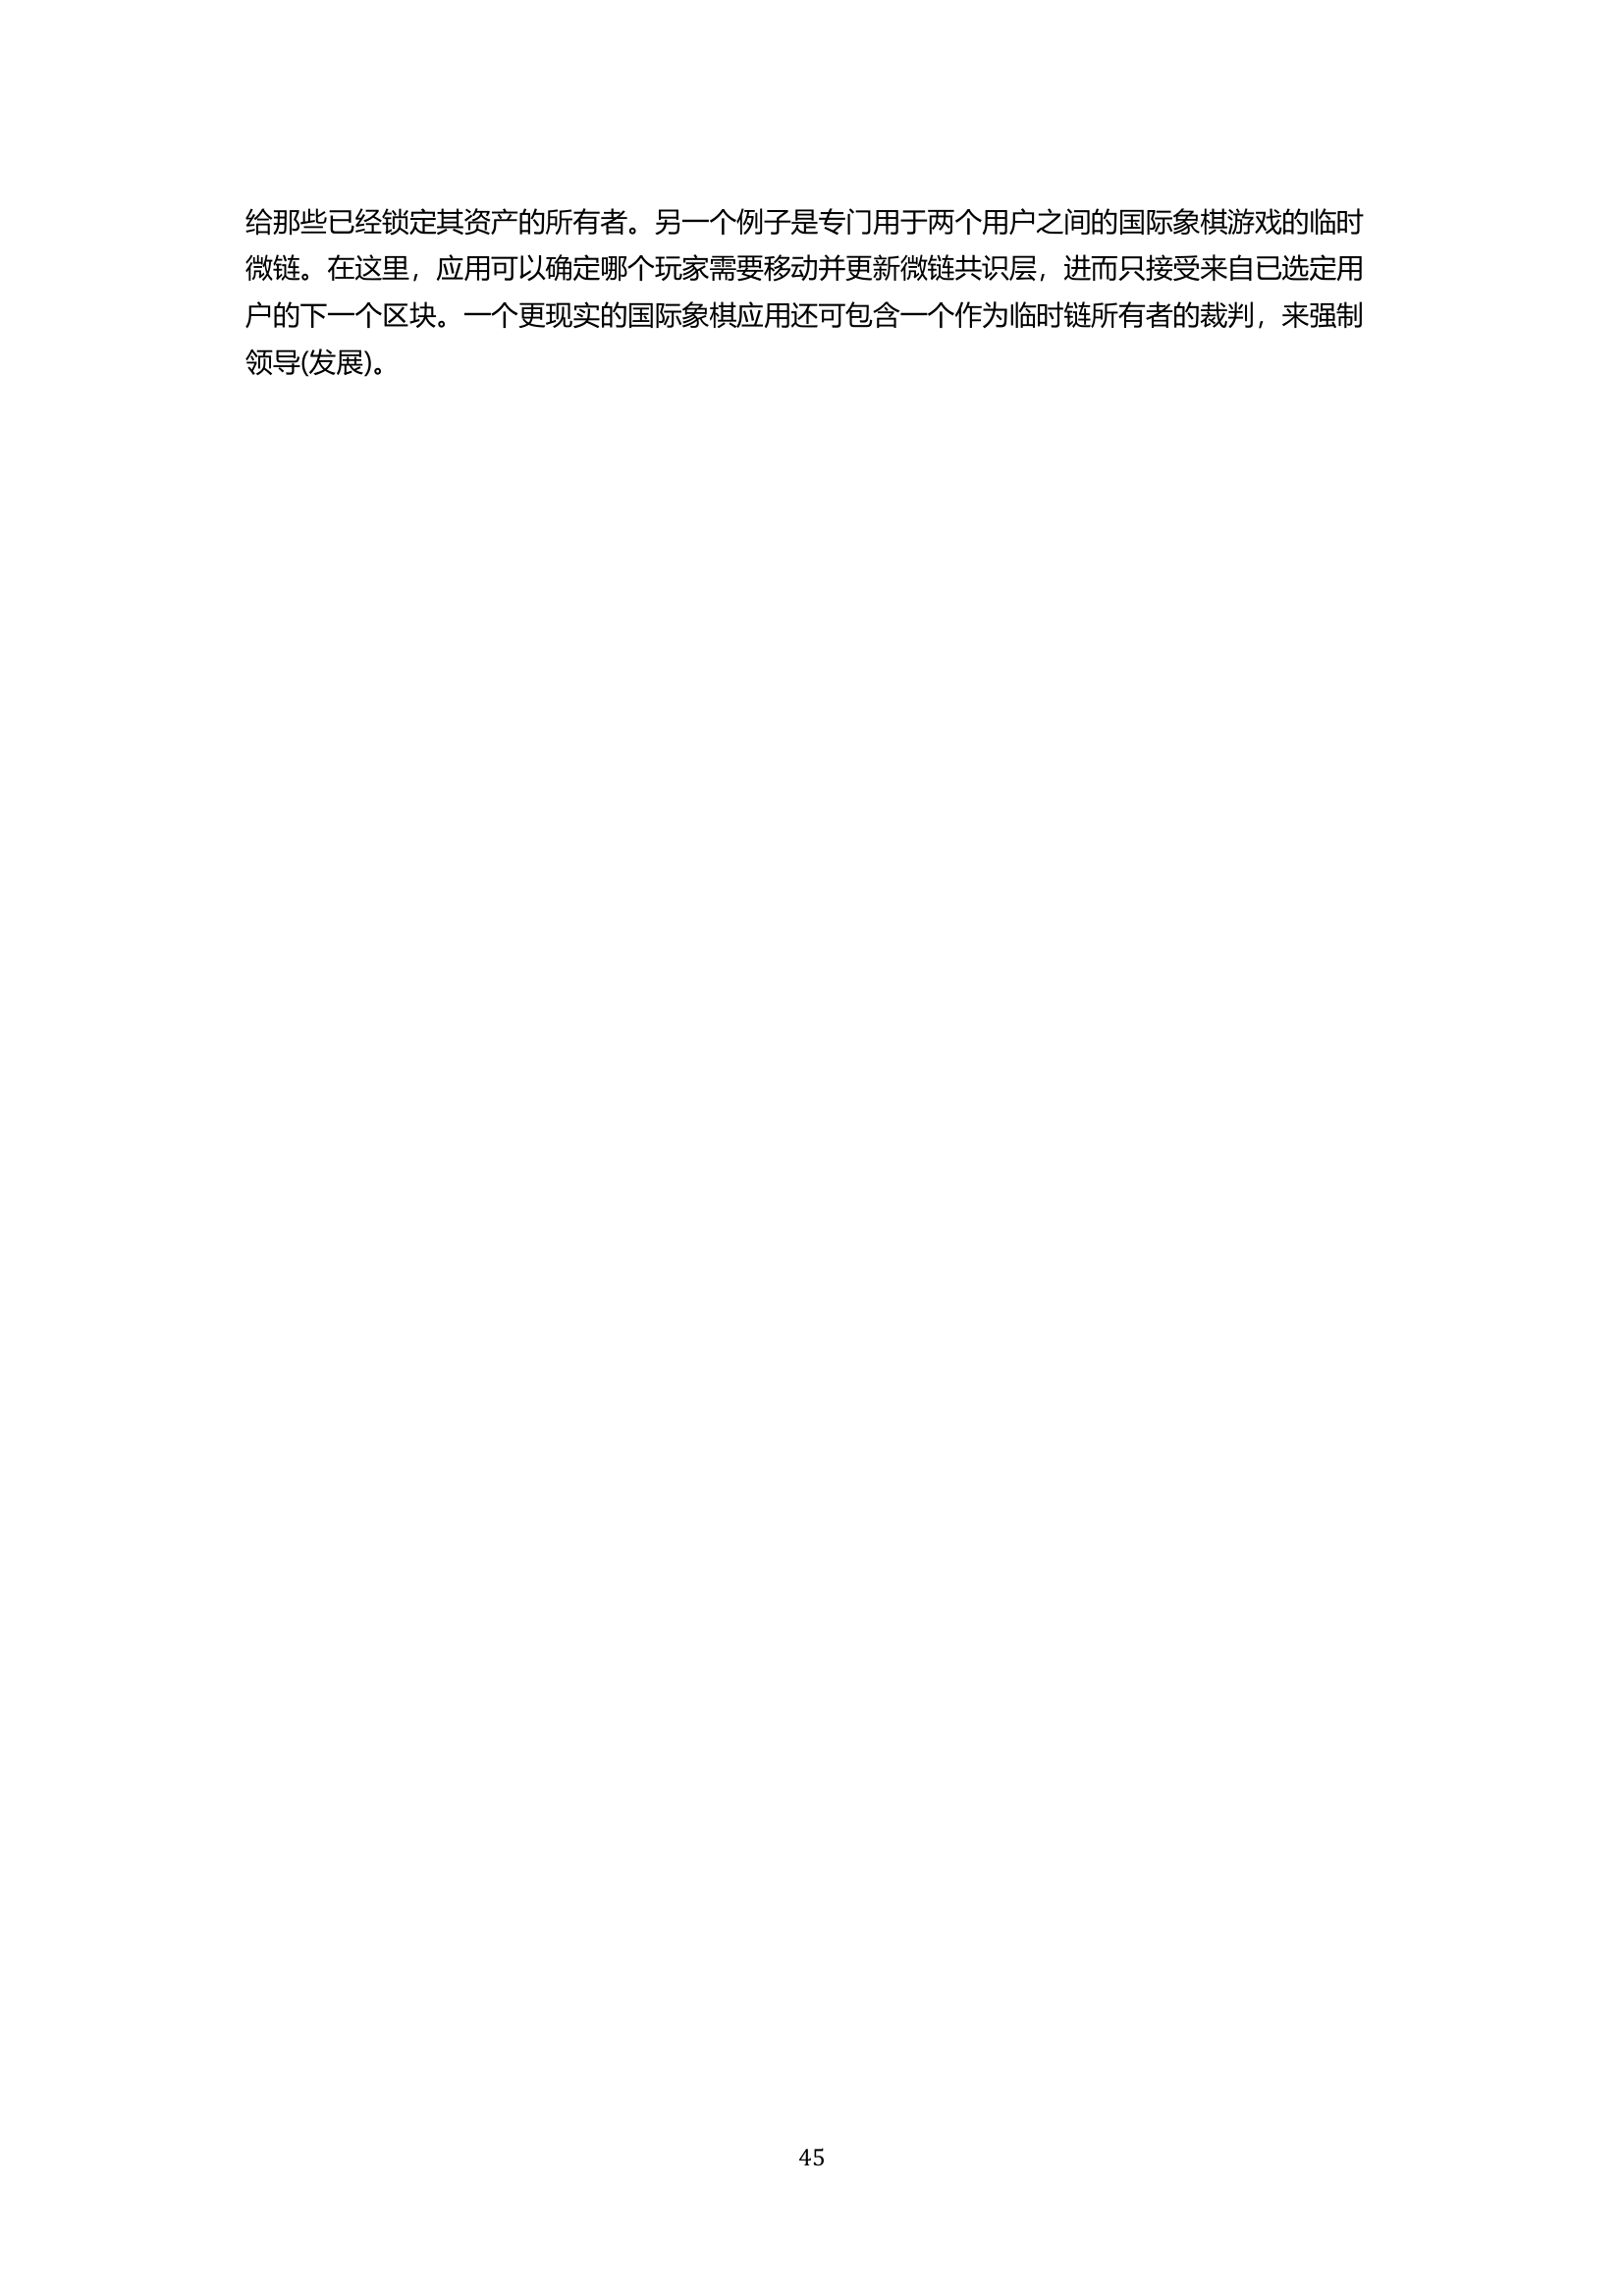 给那些已经锁定其资产的所有者。另一个例子是专门用于两个用户之间的国际象棋游戏的临时
微链。在这里，应用可以确定哪个玩家需要移动并更新微链共识层，进而只接受来自已选定用
户的下一个区块。一个更现实的国际象棋应用还可包含一个作为临时链所有者的裁判，来强制
领导(发展)。
45